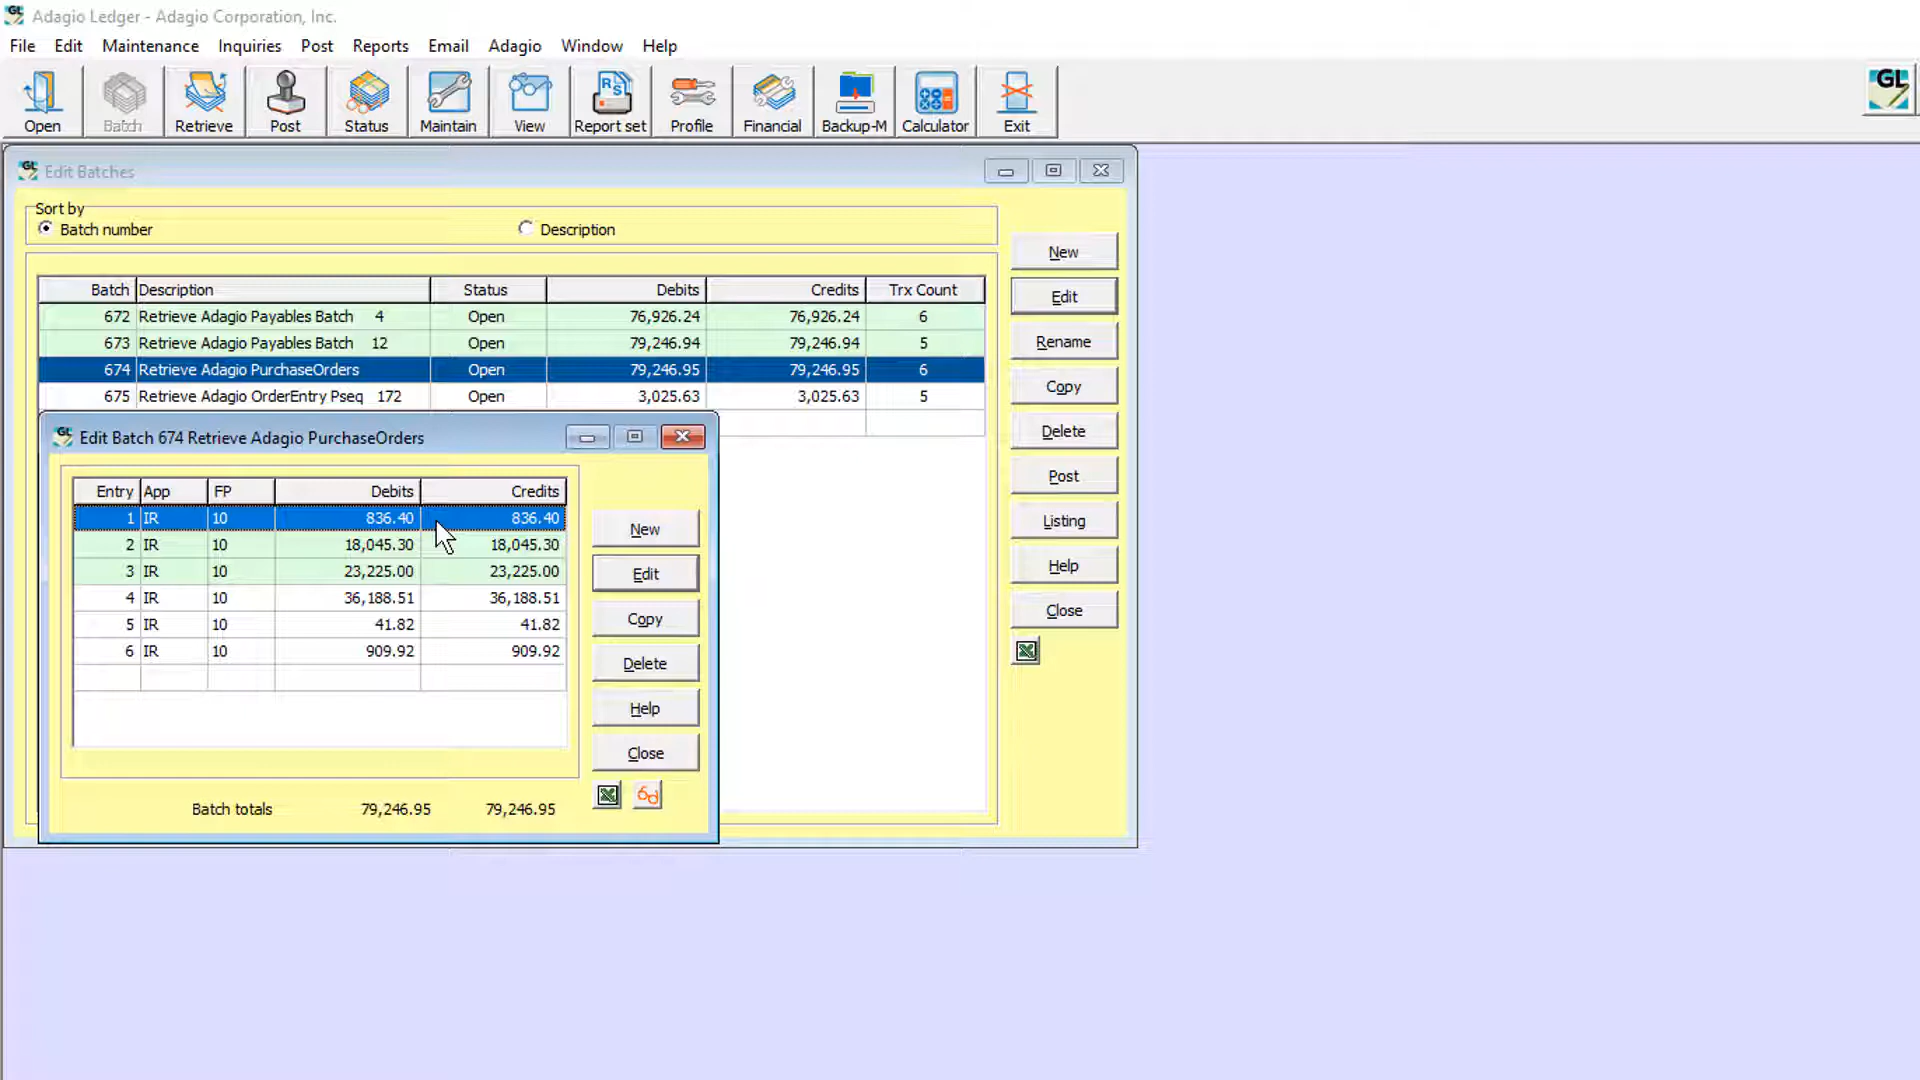 Adagio Ledger - Adagio Corporation, Inc.
File Edit Maintenance Inquiries Post Reports Email Adagio Window Help
Open Batch Retrieve Post Status Maintain View Report set Profile Financial Backup-M Calculator Exit
GL
Edit Batches
Sort by
Batch number Description
Batch Description Status Debits Credits Trx Count
672 Retrieve Adagio Payables Batch 4 Open 76,926.24 76,926.24 6
673 Retrieve Adagio Payables Batch 12 Open 79,246.94 79,246.94 5
674 Retrieve Adagio PurchaseOrders Open 79,246.95 79,246.95 6
675 Retrieve Adagio OrderEntry Pseq 172 Open 3,025.63 3,025.63 5
New
Edit
Rename
Copy
Delete
Post
Listing
Help
Close
Edit Batch 674 Retrieve Adagio PurchaseOrders
Entry App FP Debits Credits
1 IR 10 836.40 836.40
2 IR 10 18,045.30 18,045.30
3 IR 10 23,225.00 23,225.00
4 IR 10 36,188.51 36,188.51
5 IR 10 41.82 41.82
6 IR 10 909.92 909.92
New
Edit
Copy
Delete
Help
Close
Batch totals 79,246.95 79,246.95